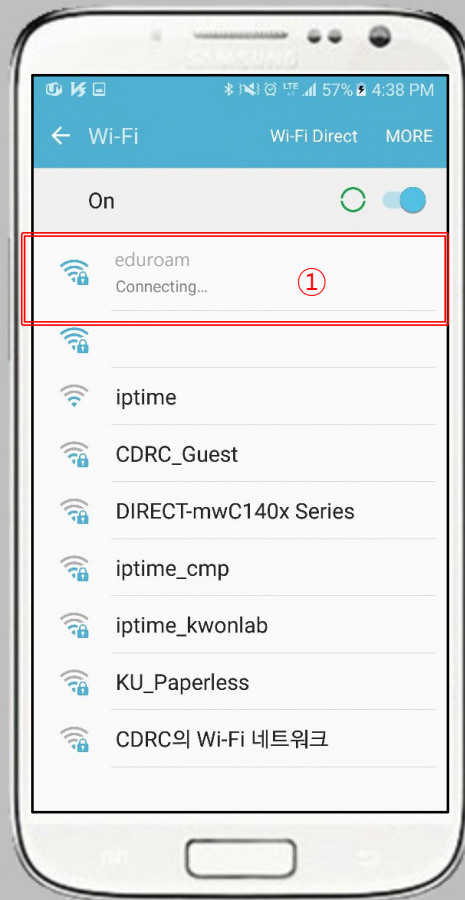 SAMSUNG
LTE 57% 4:38 PM
Wi-Fi Wi-Fi Direct MORE
On
eduroam
Connecting...
①
iptime
CDRC_Guest
DIRECT-mwC140x Series
iptime_cmp
iptime_kwonlab
KU_Paperless
CDRC의 Wi-Fi 네트워크